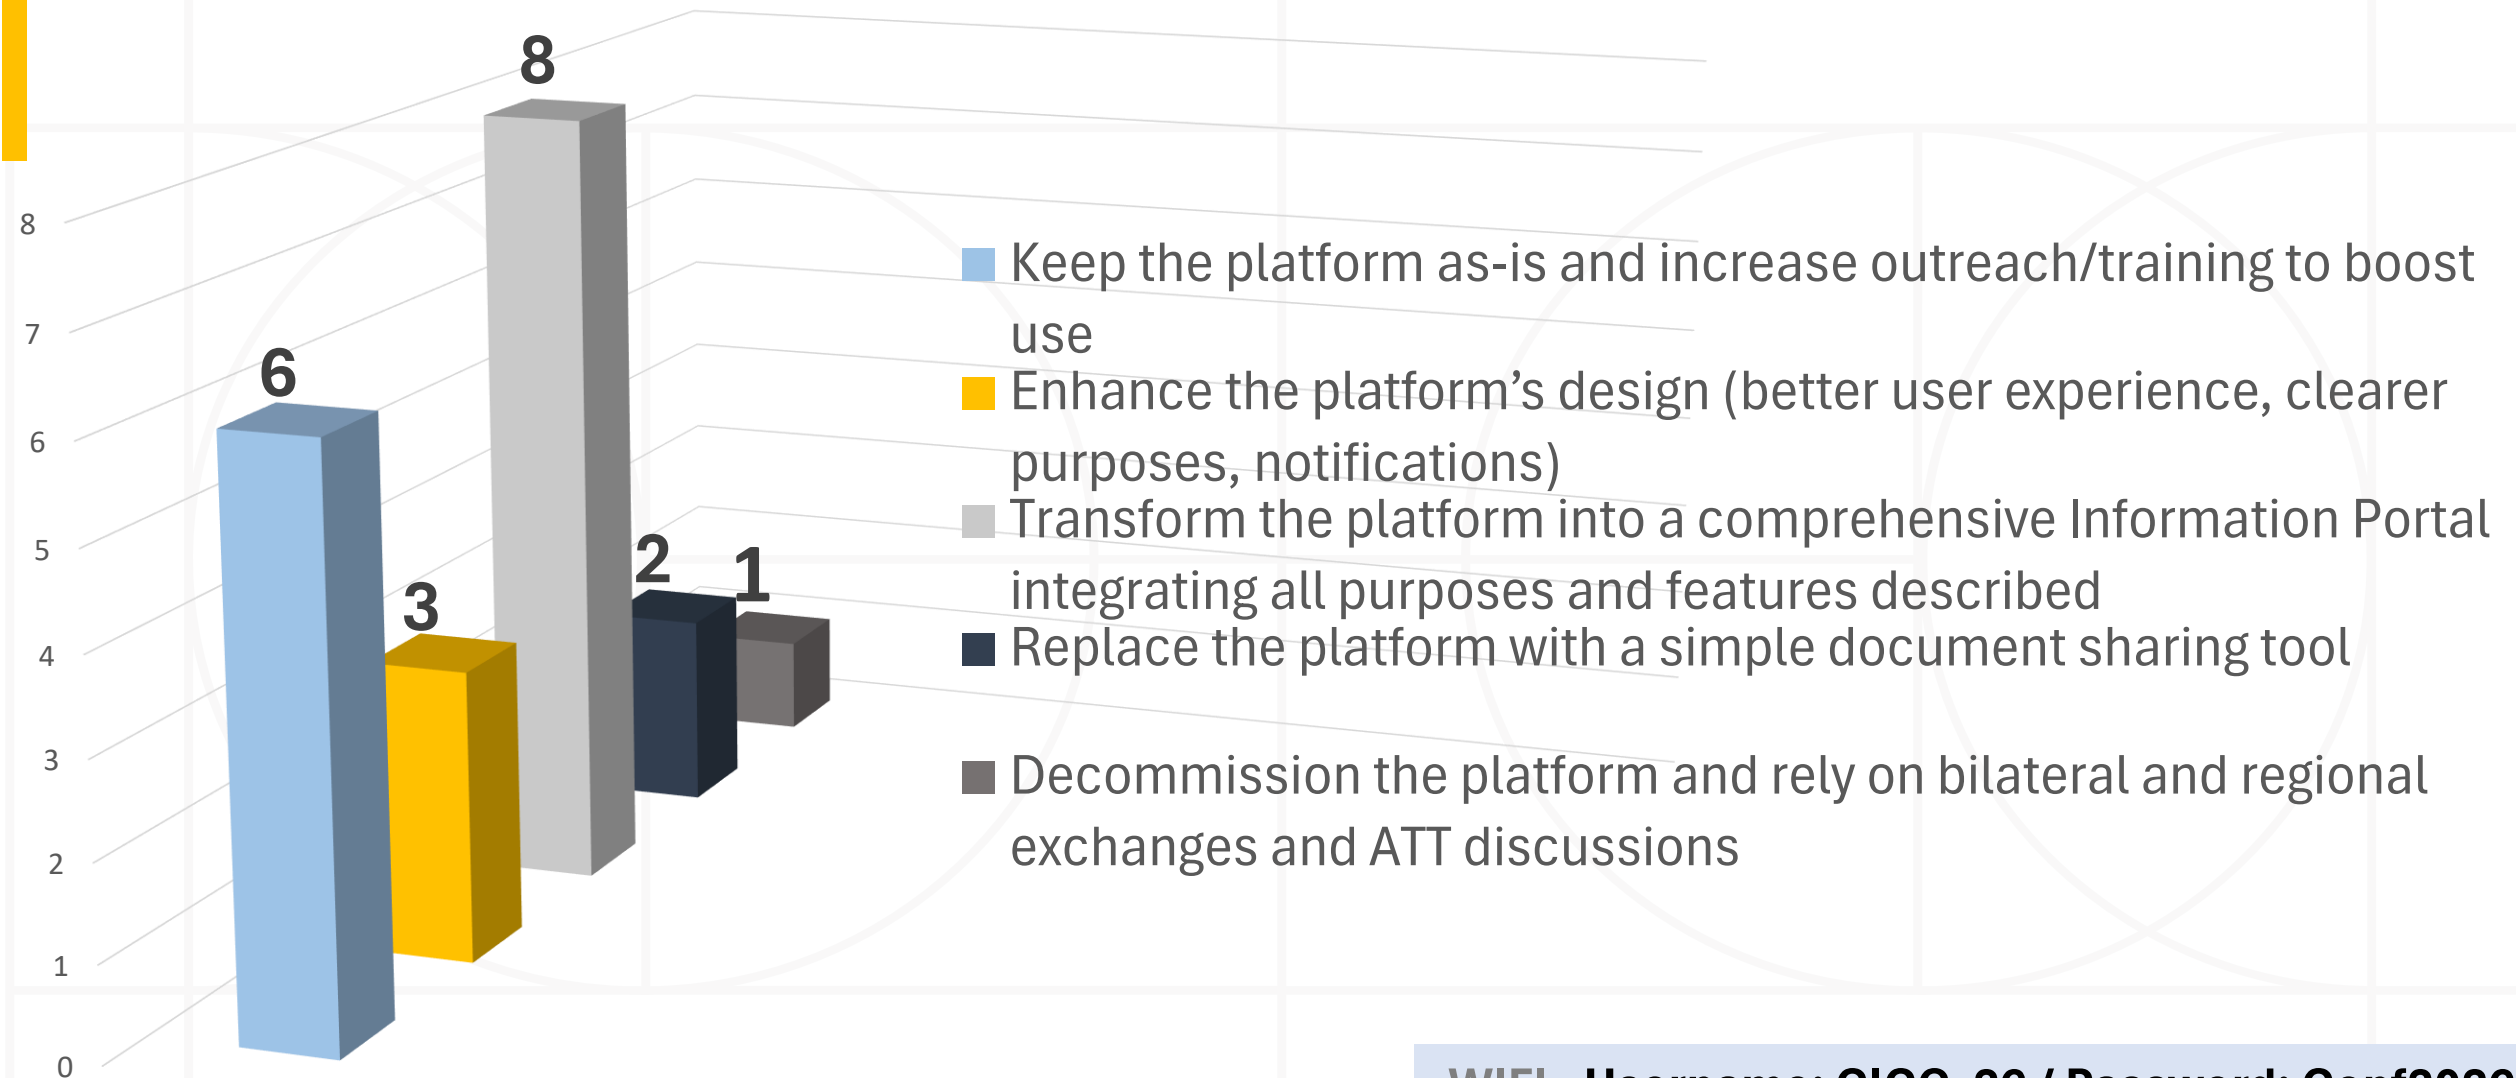 8
8
7
6
6
5
4
3
2
1
0
3
2
1
Keep the platform as-is and increase outreach/training to boost
use
Enhance the platform's design (better user experience, clearer
purposes, notifications)
Transform the platform into a comprehensive Information Portal
integrating all purposes and features described
Replace the platform with a simple document sharing tool
Decommission the platform and rely on bilateral and regional
exchanges and ATT discussions
WIFI Username: Password: